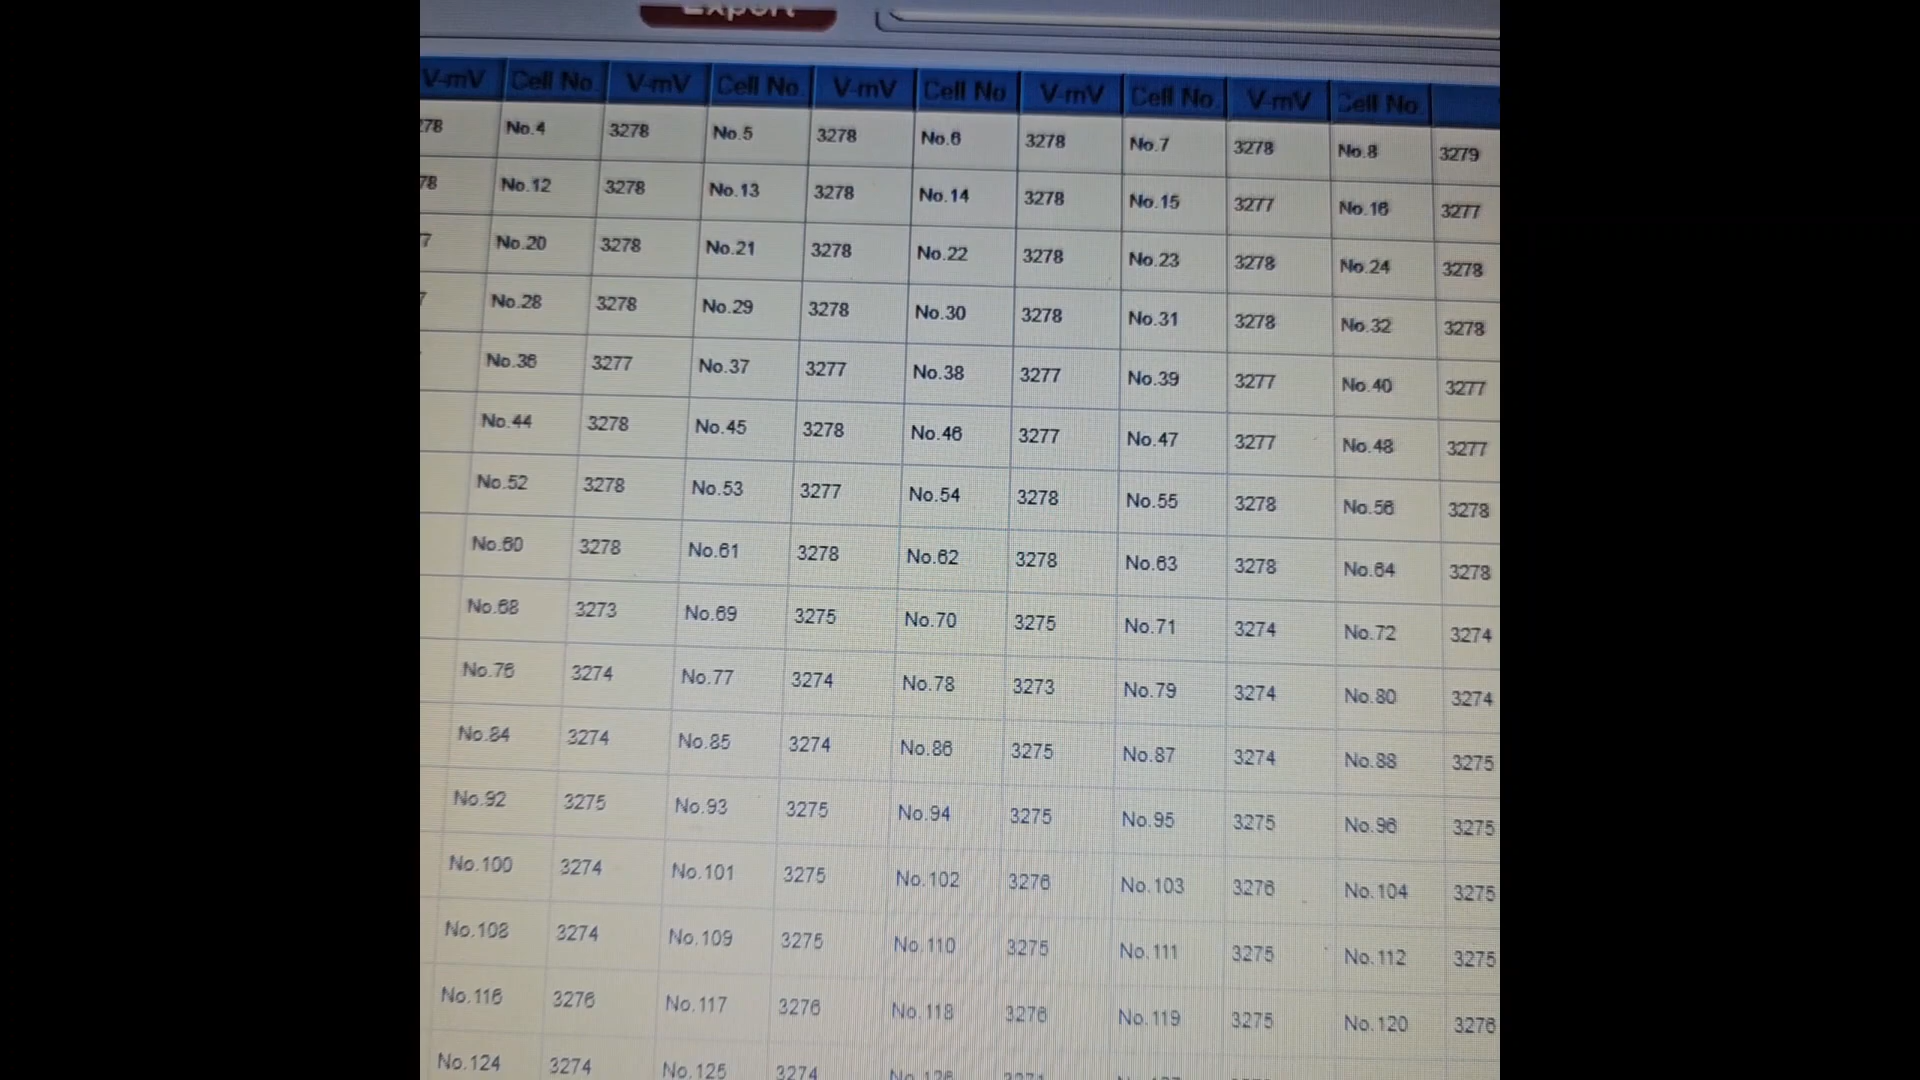 Export
V-mV Cell No. V-mV Cell No. V-mV Cell No V-mV Cell No. V-mV Cell No.
278 No.4 3278 No.5 3278 No.6 3278 No.7 3278 No.8 3279
78 No.12 3278 No.13 3278 No.14 3278 No.15 3277 No.16 3277
7 No.20 3278 No.21 3278 No.22 3278 No.23 3278 No.24 3278
7 No.28 3278 No.29 3278 No.30 3278 No.31 3278 No.32 3278
No.36 3277 No.37 3277 No.38 3277 No.39 3277 No.40 3277
No.44 3278 No.45 3278 No.46 3277 No.47 3277 No.48 3277
No.52 3278 No.53 3277 No.54 3278 No.55 3278 No.56 3278
No.60 3278 No.61 3278 No.62 3278 No.63 3278 No.64 3278
No.68 3273 No.69 3275 No.70 3275 No.71 3274 No.72 3274
No.76 3274 No.77 3274 No.78 3273 No.79 3274 No.80 3274
No.84 3274 No.85 3274 No.86 3275 No.87 3274 No.88 3275
No.92 3275 No.93 3275 No.94 3275 No.95 3275 No.96 3275
No.100 3274 No.101 3275 No.102 3276 No.103 3276 No.104 3275
No.108 3274 No.109 3275 No.110 3275 No.111 3275 No.112 3275
No.116 3276 No.117 3276 No.118 3276 No.119 3275 No.120 3276
No.124 3274 No.125 3274 No.126